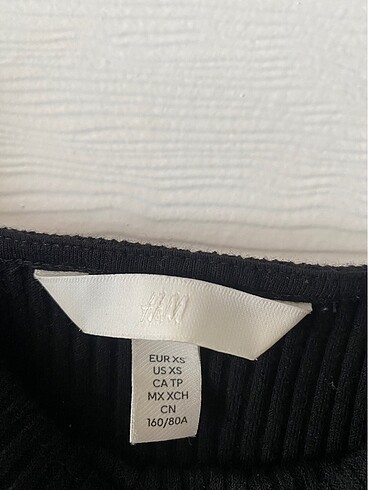 H&M
EUR XS
US XS
CA TP
MX XCH
CN
160/80A